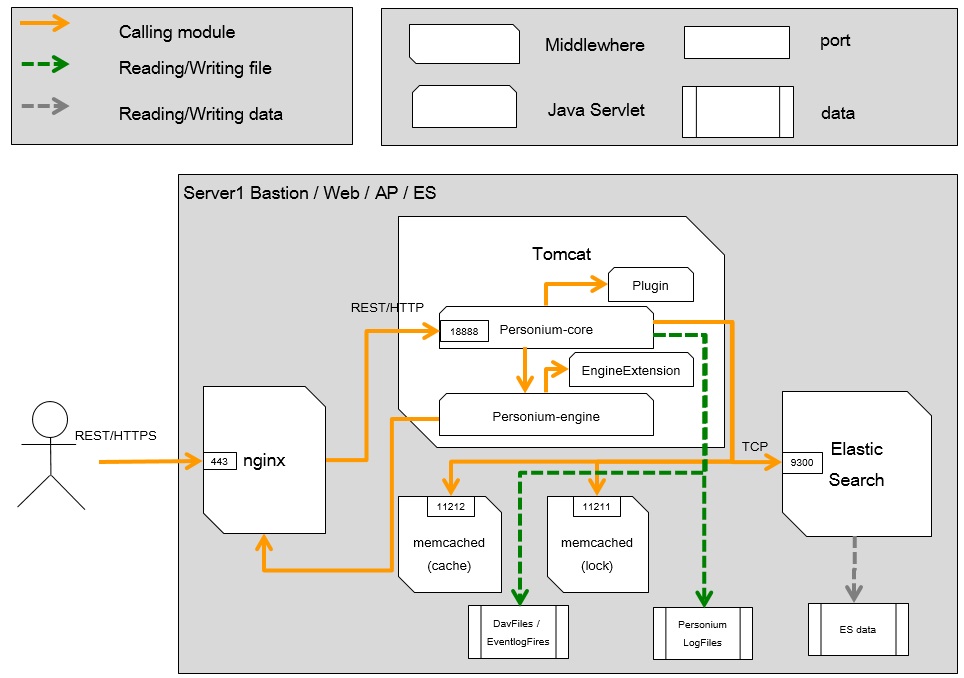 Calling module
Reading/Writing file
Reading/Writing data
Middlewhere
port
Java Servlet
data
Server1 Bastion / Web / AP / ES
Tomcat
Plugin
REST/HTTP
18888
Personium-core
EngineExtension
Personium-engine
REST/HTTPS
443
nginx
TCP
9300
Elastic
Search
11212
memcached
(cache)
11211
memcached
(lock)
DavFiles /
EventlogFires
Personium
LogFiles
ES data